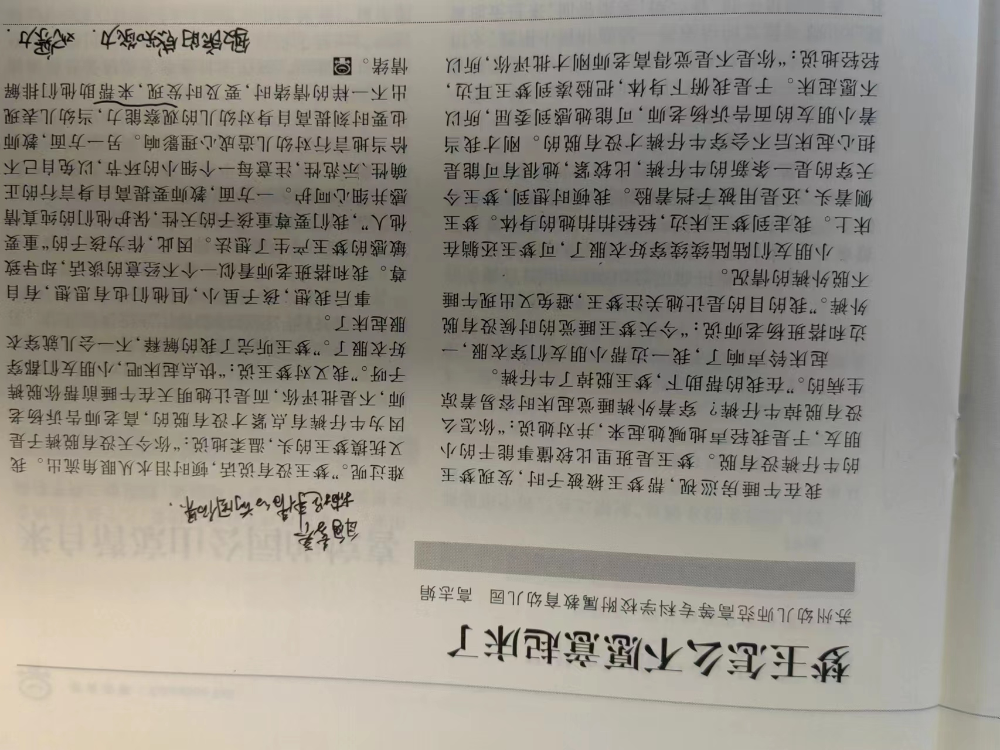 梦王怎么不愿意起床了
苏州幼儿师范高等专科学校附属教育幼儿园 高志娟
我在午睡房巡视,帮梦王掖被子时,发现梦王
的牛仔裤没有脱。梦王是班里比较懂事能干的小
朋友,于是我轻声地喊她起来,并对她说:“你怎么
没有脱掉牛仔裤?穿着外裤睡觉起床时容易着凉
生病的。”在我的帮助下,梦王脱掉了牛仔裤。
起床铃声响了,我一边帮小朋友们穿衣服,一
边和搭班杨老师说:“今天梦王睡觉的时候没有脱
外裤。”我的目的是让她关注梦王,避免又出现午睡
不脱外裤的情况。
小朋友们陆陆续续穿好衣服了,可梦王还躺在
床上。我走到梦王床边,轻轻拍拍她的身体。梦王
侧着头,还是用被子挡着脸。我顿时想到,梦王今
天穿的是一条新的牛仔裤,比较紧,她很有可能是
担心起床后不会穿牛仔裤才没有脱的。刚才我当
着小朋友的面告诉杨老师,可能她感到委屈,所以
不愿起床。于是我俯下身体,把脸凑到梦王耳边,
轻轻地说:“你是不是觉得高老师刚才批评你,所以
难过呢。”梦王没有说话,顿时泪水从眼角流出。我
又抚摸梦王的头,温柔地说:“你今天没有脱裤子是
因为牛仔裤有点紧才没有脱的,高老师告诉杨老
师,不是批评你,而是让她明天在午睡前帮你脱裤
子呀。”我又对梦王说:“快点起床吧,小朋友们都穿
好衣服了。”梦王听完了我的解释,不一会儿就穿衣
服起床了。
事后我想:孩子虽小,但他们也有思想,有自
尊。我和搭班老师看似一个不经意的谈话,却导致
敏感的梦王产生了想法。因此,作为孩子的“重要
他人”,我们要尊重孩子的天性,保护他们的纯真情
感并细心呵护。一方面,教师要提高自身言行的正
确性、示范性,注意每一个细小的环节,以免自己不
恰当地言行对幼儿造成心理影响。另一方面,教师
也要时刻提高自身对幼儿的观察能力,当幼儿表现
出不一样的情绪时,要及时发现,来帮助他们排解
情绪。
敏锐的感知能力. 观察力.